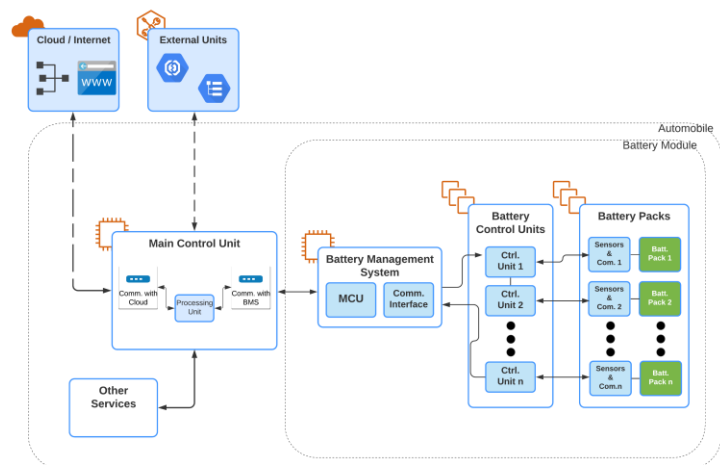 Cloud / Internet
WWW
External Units
Automobile
Battery Module
Main Control Unit
Comm. with
Cloud
Processing
Unit
Comm. with
BMS
Other
Services
Battery Management
System
MCU
Comm.
Interface
Battery
Control Units
Ctrl.
Unit 1
Ctrl.
Unit 2
Ctrl.
Unit n
Battery Packs
Sensors
&
Com. 1
Batt.
Pack 1
Sensors
&
Com. 2
Batt.
Pack 2
Sensors
&
Com.n
Batt.
Pack n